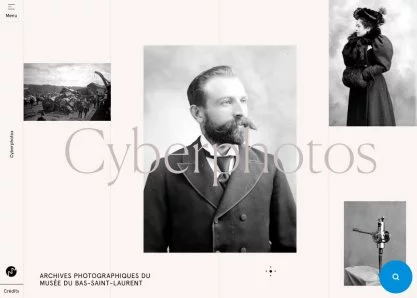 Menu
Cyberphotos
Cyberphotos
ARCHIVES PHOTOGRAPHIQUES DU
MUSÉE DU BAS-SAINT-LAURENT
Crédits